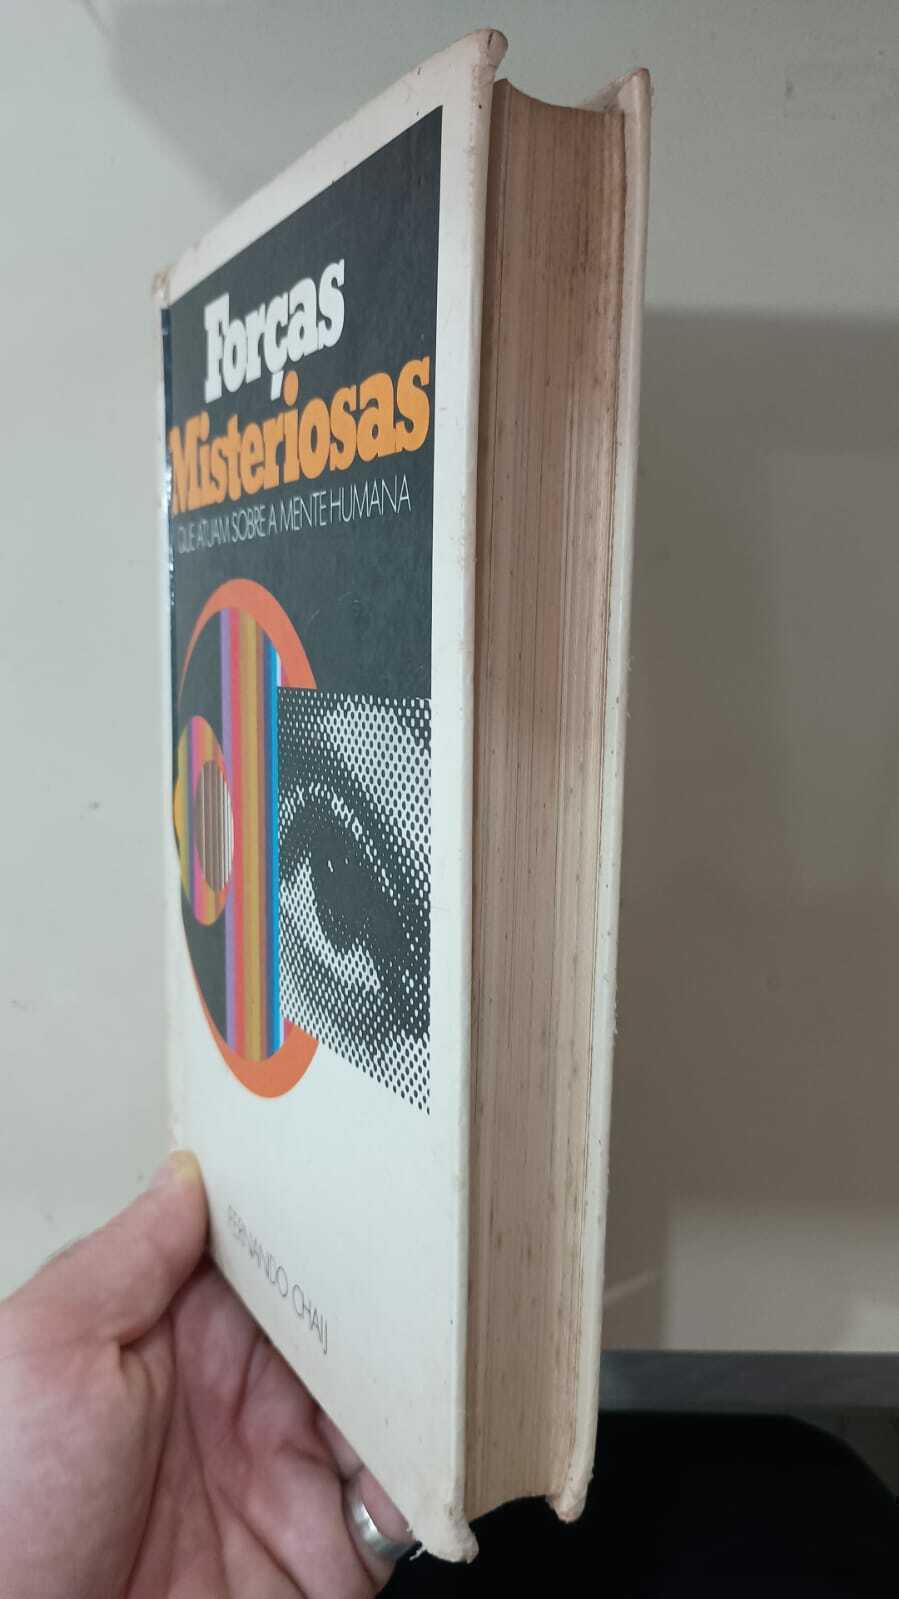 Forças
Misteriosas
QUE ATUAM SOBRE A MENTE HUMANA
FERNANDO CHAIJ